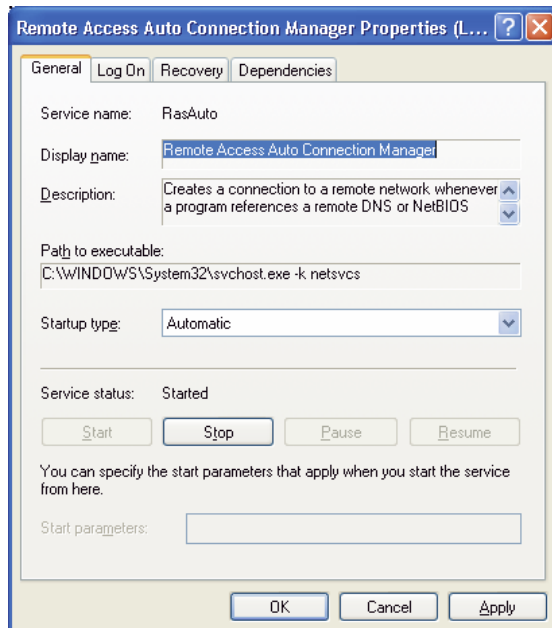 Remote Access Auto Connection Manager Properties (L...
General Log On Recovery Dependencies
Service name: RasAuto
Display name: Remote Access Auto Connection Manager
Description: Creates a connection to a remote network whenever
a program references a remote DNS or NetBIOS
Path to executable:
C:\WINDOWS\System32\svchost.exe -k netsvcs
Startup type: Automatic
Service status: Started
Start Stop Pause Resume
You can specify the start parameters that apply when you start the service
from here.
Start parameters:
OK Cancel Apply